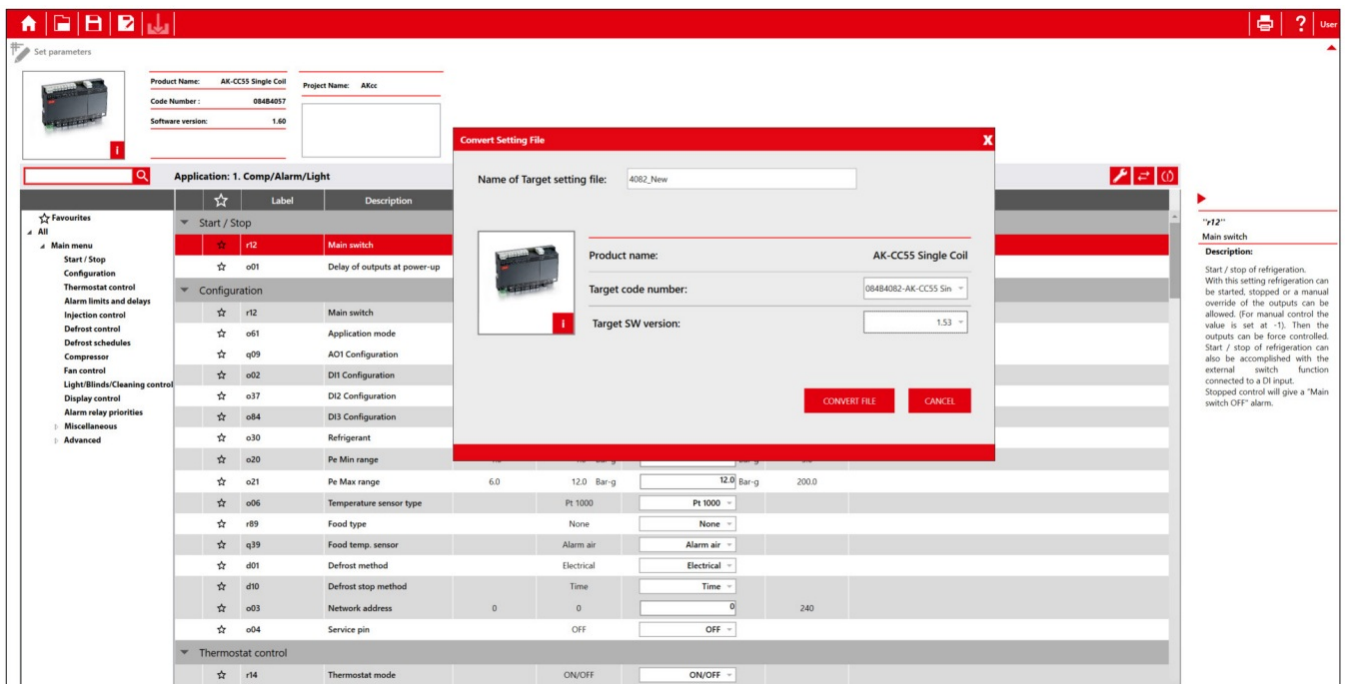 ? User
Set parameters
Product Name: AK-CC55 Single Coil
Code Number : 084B4057
Software version: 1.60
Project Name: AKcc
i
Application: 1. Comp/Alarm/Light
Favourites
All
Main menu
Start / Stop
Configuration
Thermostat control
Alarm limits and delays
Injection control
Defrost control
Defrost schedules
Compressor
Fan control
Light/Blinds/Cleaning control
Display control
Alarm relay priorities
Miscellaneous
Advanced
Label Description
Start / Stop
r12 Main switch
o01 Delay of outputs at power-up
Configuration
r12 Main switch
o61 Application mode
q09 AO1 Configuration
o02 DI1 Configuration
o37 DI2 Configuration
o84 DI3 Configuration
o30 Refrigerant
o20 Pe Min range
o21 Pe Max range 6.0 12.0 Bar-g 12.0 Bar-g 200.0
o06 Temperature sensor type Pt 1000 Pt 1000
r89 Food type None None
q39 Food temp. sensor Alarm air Alarm air
d01 Defrost method Electrical Electrical
d10 Defrost stop method Time Time
o03 Network address 0 0 0 240
o04 Service pin OFF OFF
Thermostat control
r14 Thermostat mode ON/OFF ON/OFF
Convert Setting File X
Name of Target setting file: 4082_New
i
Product name: AK-CC55 Single Coil
Target code number: 084B4082-AK-CC55 Sin
Target SW version: 1.53
CONVERT FILE CANCEL
"r12"
Main switch
Description:
Start / stop of refrigeration.
With this setting refrigeration can
be started, stopped or a manual
override of the outputs can be
allowed. (For manual control the
value is set at -1). Then the
outputs can be force controlled.
Start / stop of refrigeration can
also be accomplished with the
external switch function
connected to a DI input.
Stopped control will give a "Main
switch OFF" alarm.